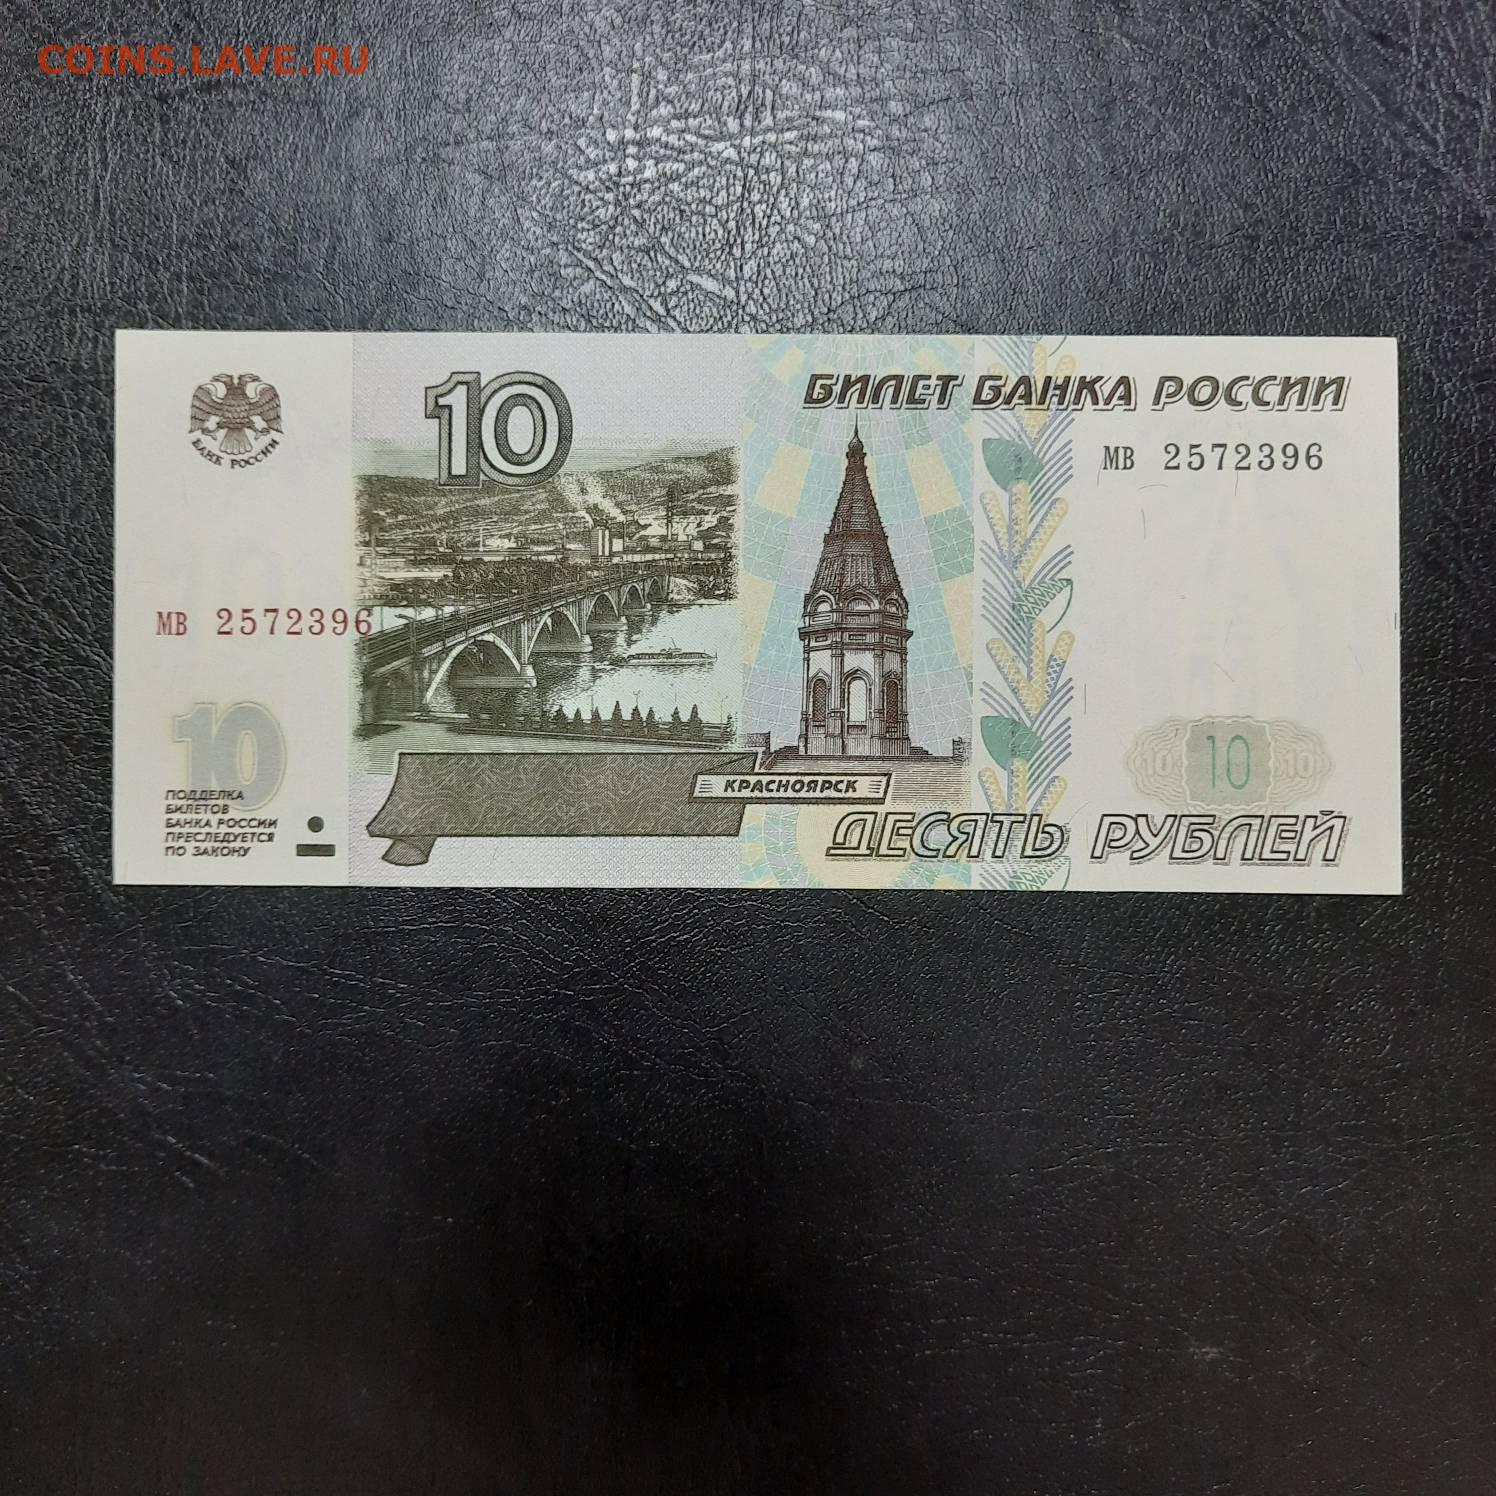 COINS.LAVE.RU
БАНК РОССИИ
10
БИЛЕТ БАНКА РОССИИ
мв 2572396
мв 2572396
10
ПОДДЕЛКА
БИЛЕТОВ
БАНКА РОССИИ
ПРЕСЛЕДУЕТСЯ
ПО ЗАКОНУ
КРАСНОЯРСК
10 10 10
ДЕСЯТЬ РУБЛЕЙ